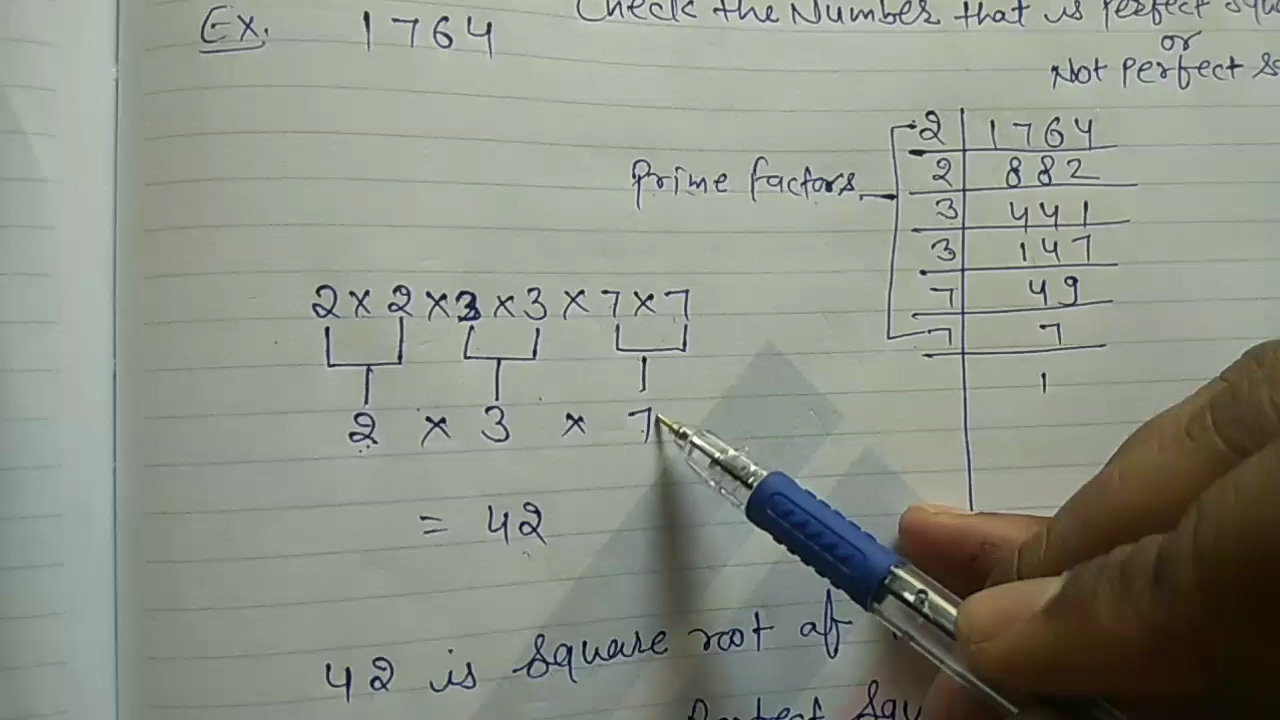 Ex. 1764
Check the Number that is perfect
or
Not perfect
Prime factors
2 | 1764
2 | 882
3 | 441
3 | 147
7 | 49
7 | 7
1
2 × 2 × 3 × 3 × 7 × 7
2 × 3 × 7
= 42
42 is square root of